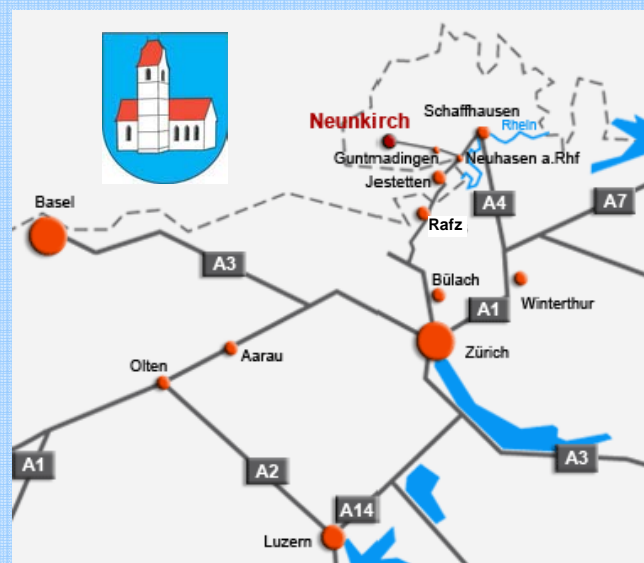 Schaffhausen
Neunkirch
Rhein
Guntmadingen
Neuhasen a.Rhf
Jestetten
Basel
A4
A7
Rafz
A3
Bülach
Winterthur
A1
Zürich
Olten
Aarau
A1
A2
A3
A14
Luzern